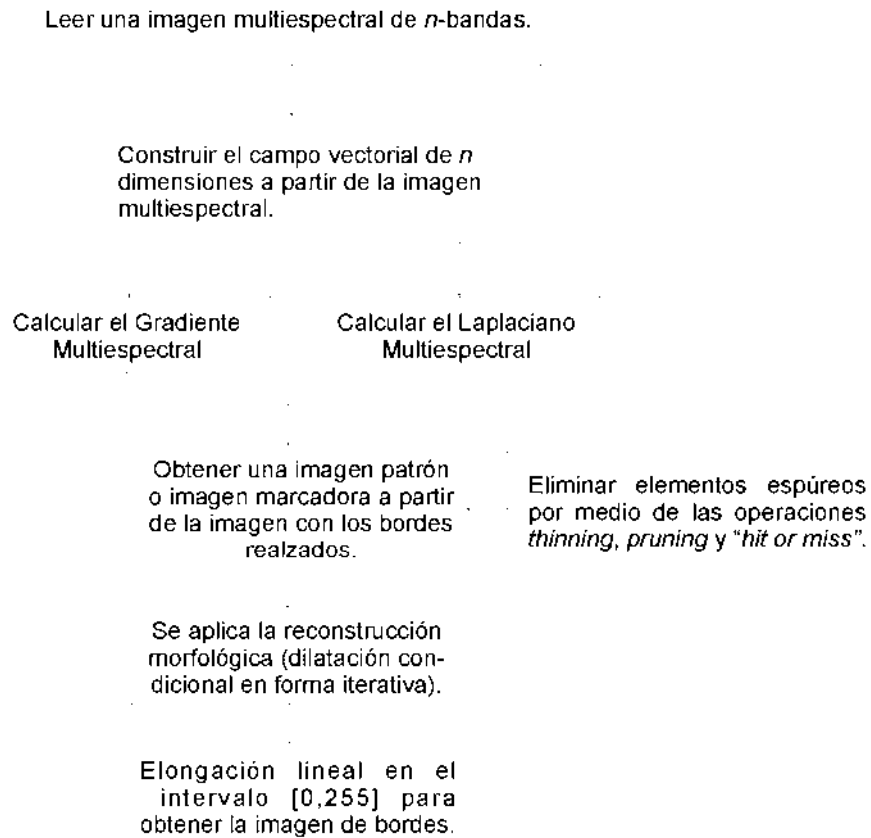 Leer una imagen multiespectral de n-bandas.
Construir el campo vectorial de n
dimensiones a partir de la imagen
multiespectral.
Calcular el Gradiente
Multiespectral
Calcular el Laplaciano
Multiespectral
Obtener una imagen patrón
o imagen marcadora a partir
de la imagen con los bordes
realzados.
Eliminar elementos espúreos
por medio de las operaciones
thinning, pruning y "hit or miss".
Se aplica la reconstrucción
morfológica (dilatación con-
dicional en forma iterativa).
Elongación lineal en el
intervalo [0,255] para
obtener la imagen de bordes.